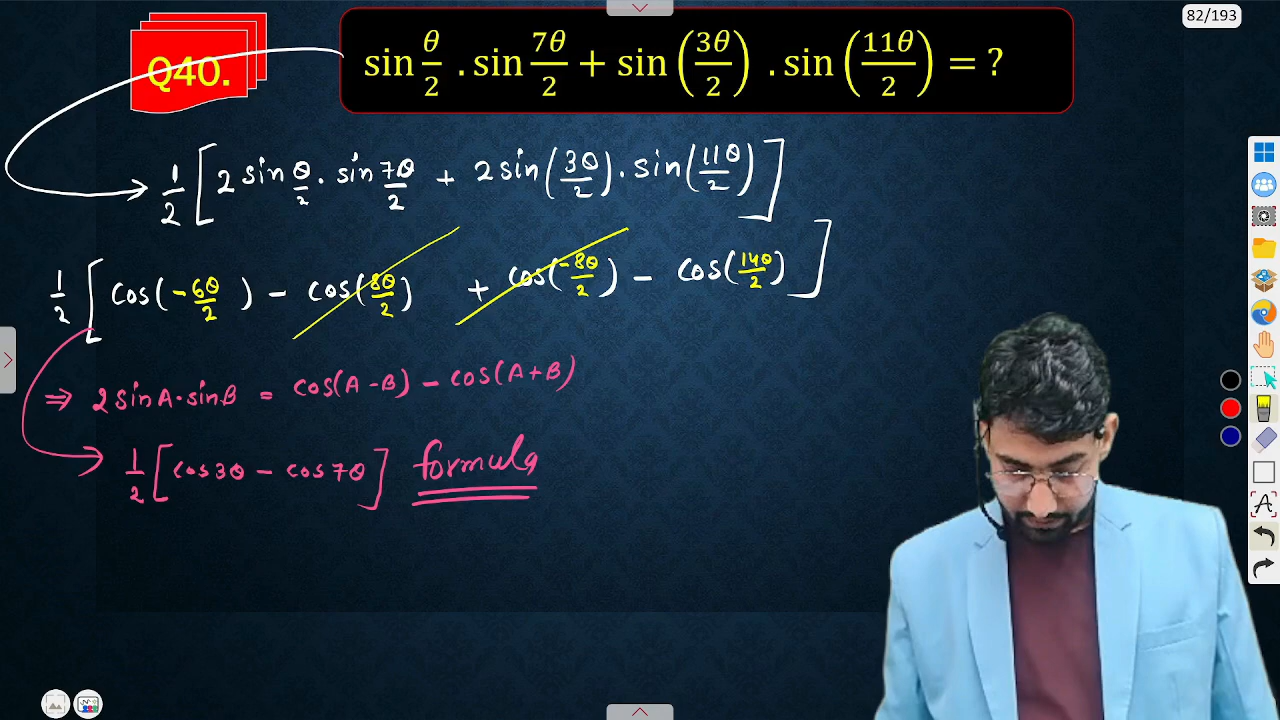 82/193
Q40.
sin θ/2 . sin 7θ/2 + sin (3θ/2) . sin (11θ/2) = ?
1/2 [2 sin θ/2 . sin 7θ/2 + 2 sin (3θ/2) . sin (11θ/2)]
1/2 [cos (-6θ/2) - cos (8θ/2) + cos (-8θ/2) - cos (14θ/2)]
⇒ 2 sin A . sin B = cos (A - B) - cos (A + B)
1/2 [cos 3θ - cos 7θ] formula
A